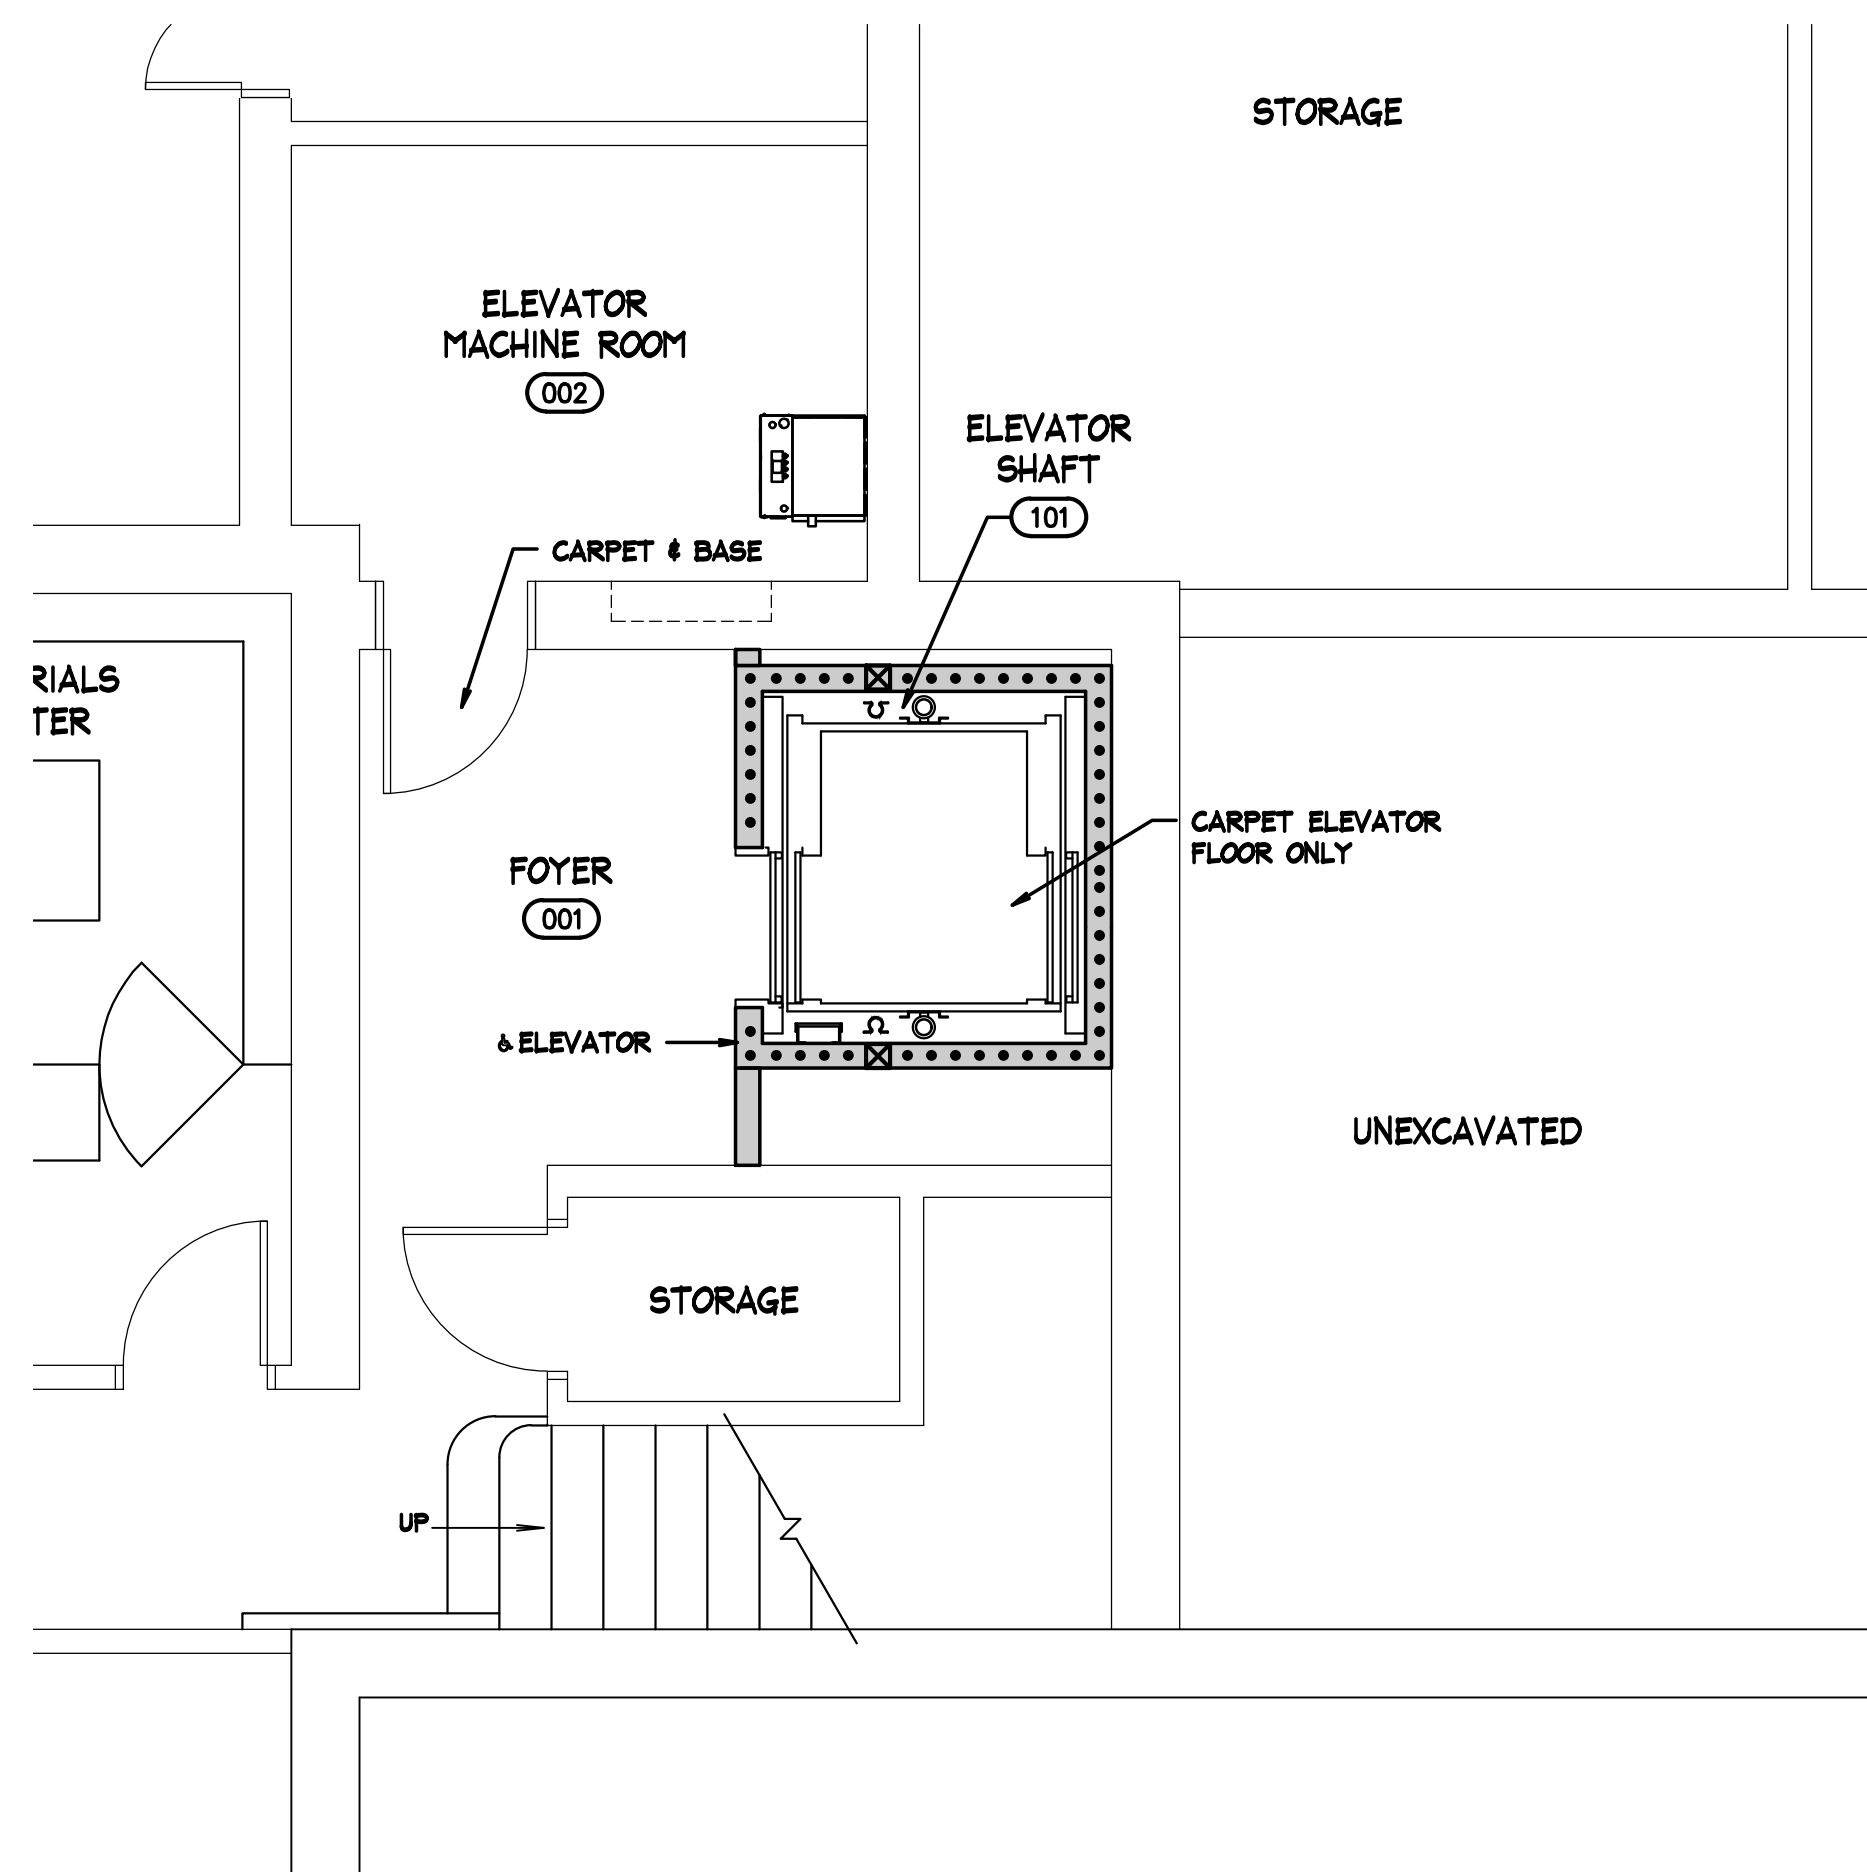 STORAGE
ELEVATOR
MACHINE ROOM
002
ELEVATOR
SHAFT
101
CARPET & BASE
RIALS
TER
CARPET ELEVATOR
FLOOR ONLY
FOYER
001
ELEVATOR
UNEXCAVATED
STORAGE
UP